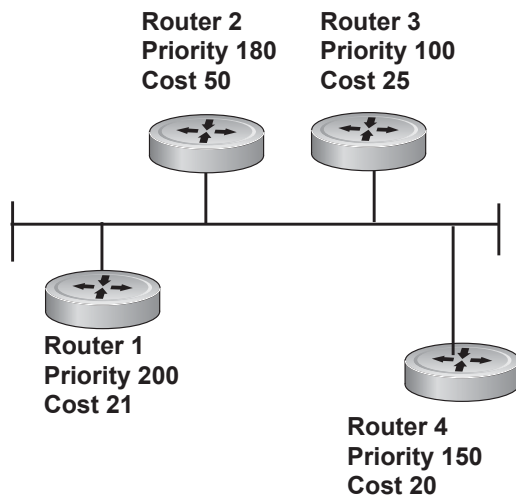 Router 2
Priority 180
Cost 50
Router 3
Priority 100
Cost 25
Router 1
Priority 200
Cost 21
Router 4
Priority 150
Cost 20